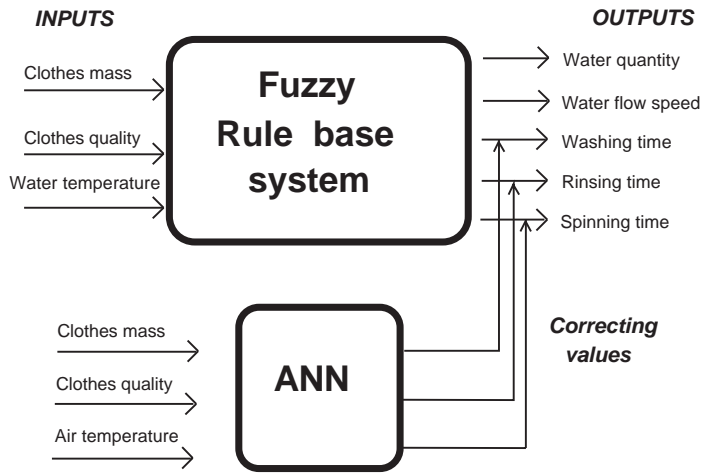 INPUTS
OUTPUTS
Clothes mass
Clothes quality
Water temperature
Fuzzy
Rule base
system
Water quantity
Water flow speed
Washing time
Rinsing time
Spinning time
Clothes mass
Clothes quality
Air temperature
ANN
Correcting
values